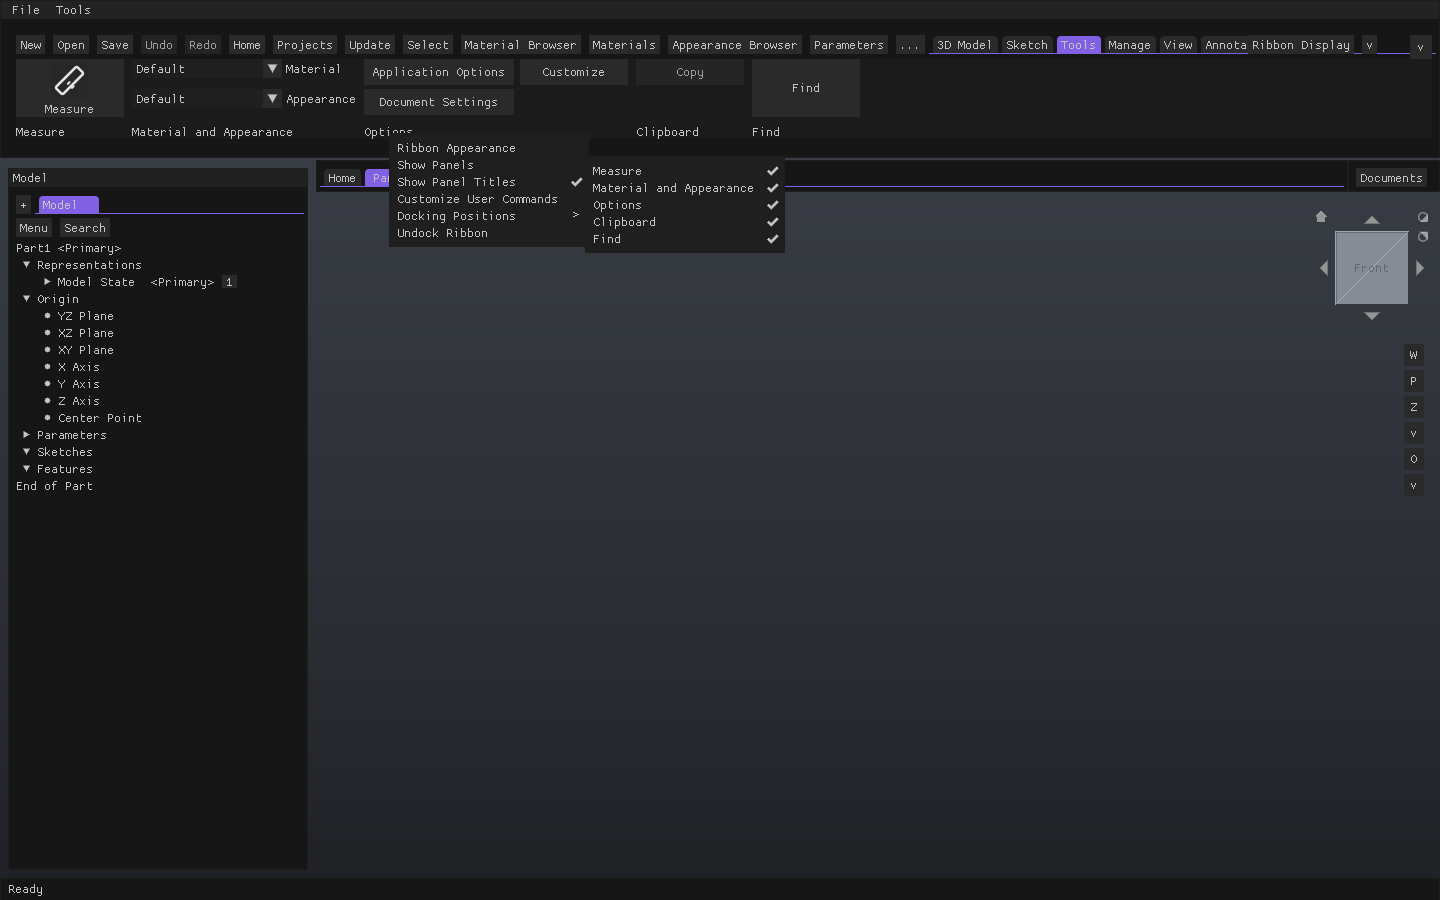 File Tools
New Open Save Undo Redo Home Projects Update Select Material Browser Materials Appearance Browser Parameters ... 3D Model Sketch Tools Manage View Annota Ribbon Display v v
Default Material
Default Appearance
Measure
Application Options Customize Copy
Document Settings
Find
Measure Material and Appearance Options Clipboard Find
Ribbon Appearance
Show Panels
Show Panel Titles
Customize User Commands
Docking Positions >
Undock Ribbon
Measure
Material and Appearance
Options
Clipboard
Find
Home Par
Documents
Model
+ Model
Menu Search
Part1 <Primary>
Representations
Model State <Primary> 1
Origin
YZ Plane
XZ Plane
XY Plane
X Axis
Y Axis
Z Axis
Center Point
Parameters
Sketches
Features
End of Part
Front
W
P
Z
v
O
v
Ready